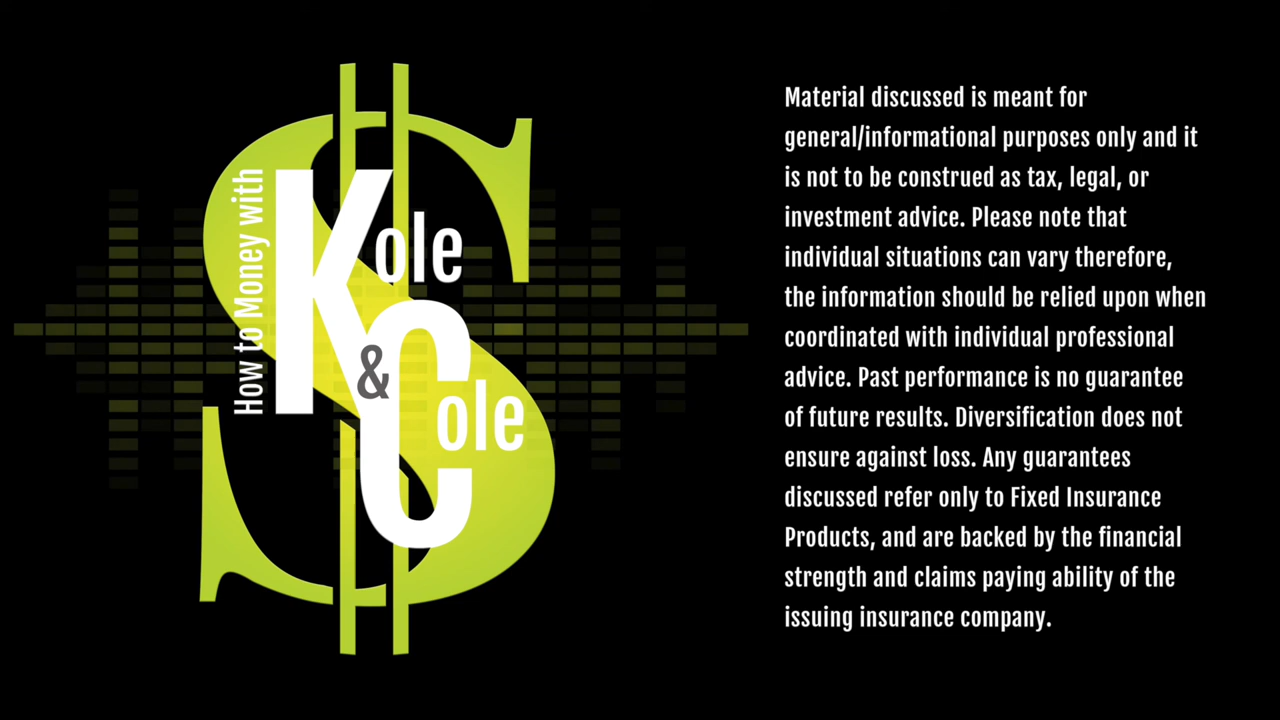 How to Money with
Kole
&
Cole
Material discussed is meant for
general/informational purposes only and it
is not to be construed as tax, legal, or
investment advice. Please note that
individual situations can vary therefore,
the information should be relied upon when
coordinated with individual professional
advice. Past performance is no guarantee
of future results. Diversification does not
ensure against loss. Any guarantees
discussed refer only to Fixed Insurance
Products, and are backed by the financial
strength and claims paying ability of the
issuing insurance company.